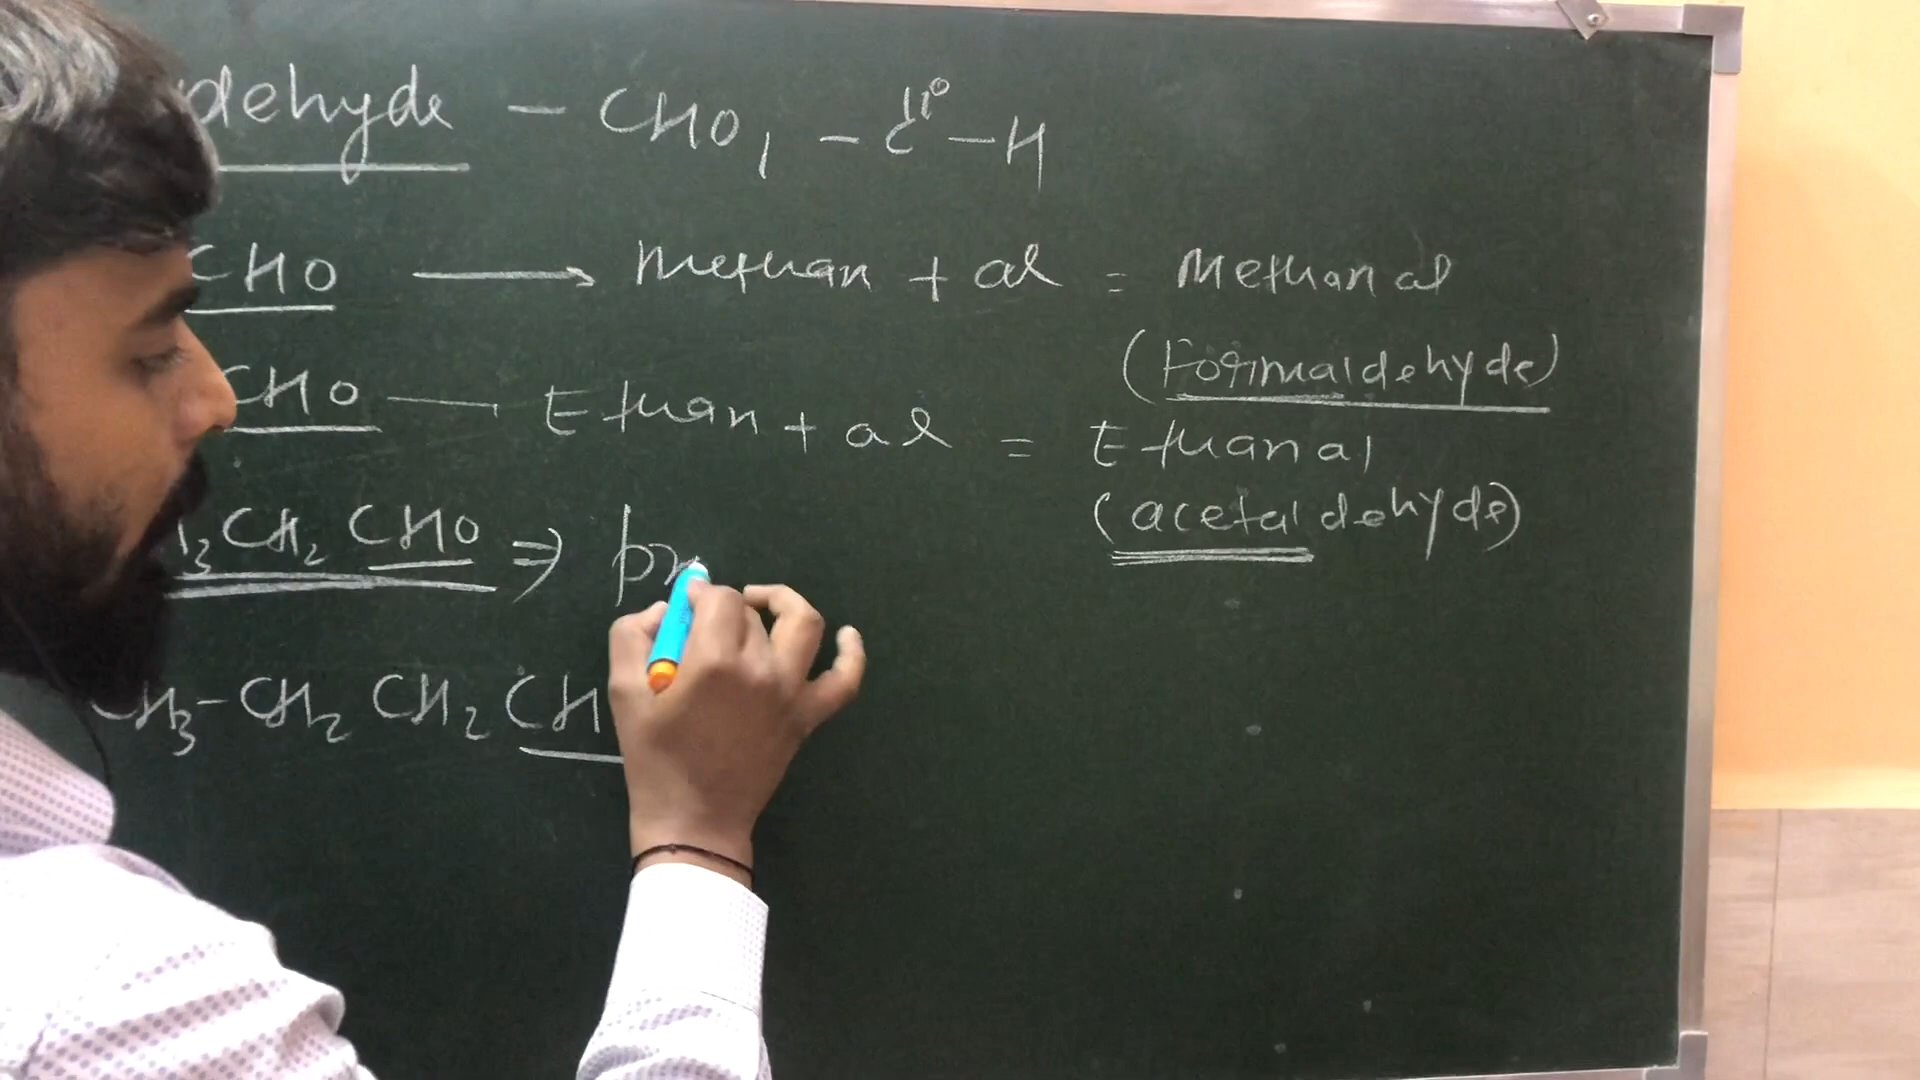 dehyde - CHO, - C - H
O
CHO → Methan + al = Methanal
(Formaldehyde)
CHO — Ethan + al = Ethanal
(acetaldehyde)
3 CH2 CHO ⇒ pr
CH3 - CH2 CH2 CH